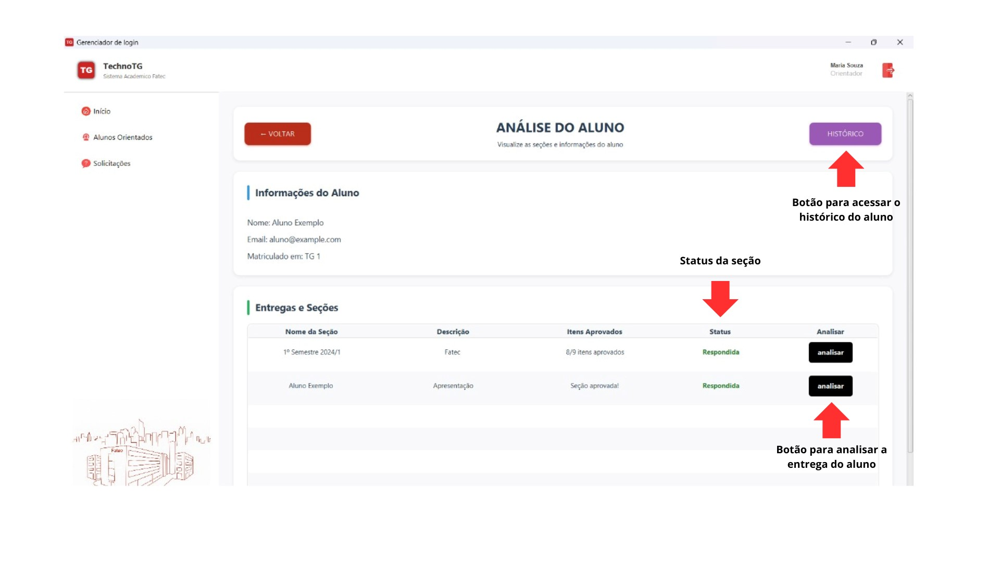 TG Gerenciador de login
TG
TechnoTG
Sistema Academico Fatec
Maria Souza
Orientador
Início
Alunos Orientados
Solicitações
← VOLTAR
ANÁLISE DO ALUNO
Visualize as seções e informações do aluno
HISTÓRICO
Botão para acessar o
histórico do aluno
Informações do Aluno
Nome: Aluno Exemplo
Email: aluno@example.com
Matriculado em: TG 1
Status da seção
Entregas e Seções
Nome da Seção Descrição Itens Aprovados Status Analisar
1º Semestre 2024/1 Fatec 8/9 itens aprovados Respondida analisar
Aluno Exemplo Apresentação Seção aprovada! Respondida analisar
Botão para analisar a
entrega do aluno
Fatec